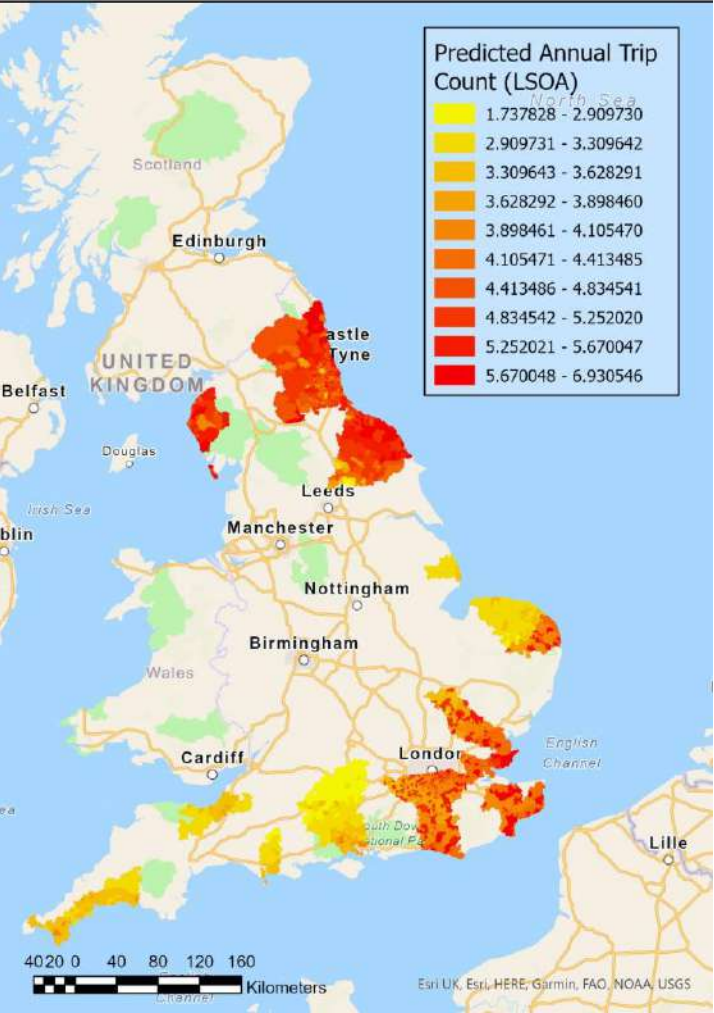 Predicted Annual Trip
Count (LSOA)
North Sea
1.737828 - 2.909730
2.909731 - 3.309642
3.309643 - 3.628291
3.628292 - 3.898460
3.898461 - 4.105470
4.105471 - 4.413485
4.413486 - 4.834541
4.834542 - 5.252020
5.252021 - 5.670047
5.670048 - 6.930546
Scotland
Edinburgh
astle
Tyne
UNITED
KINGDOM
Belfast
Douglas
Irish Sea
Leeds
blin
Manchester
Nottingham
Birmingham
Wales
Cardiff
London
English
Channel
ea
outh Dow
ational Pa
Lille
40 20 0 40 80 120 160
Kilometers
English
Channel
Esri UK, Esri, HERE, Garmin, FAO, NOAA, USGS